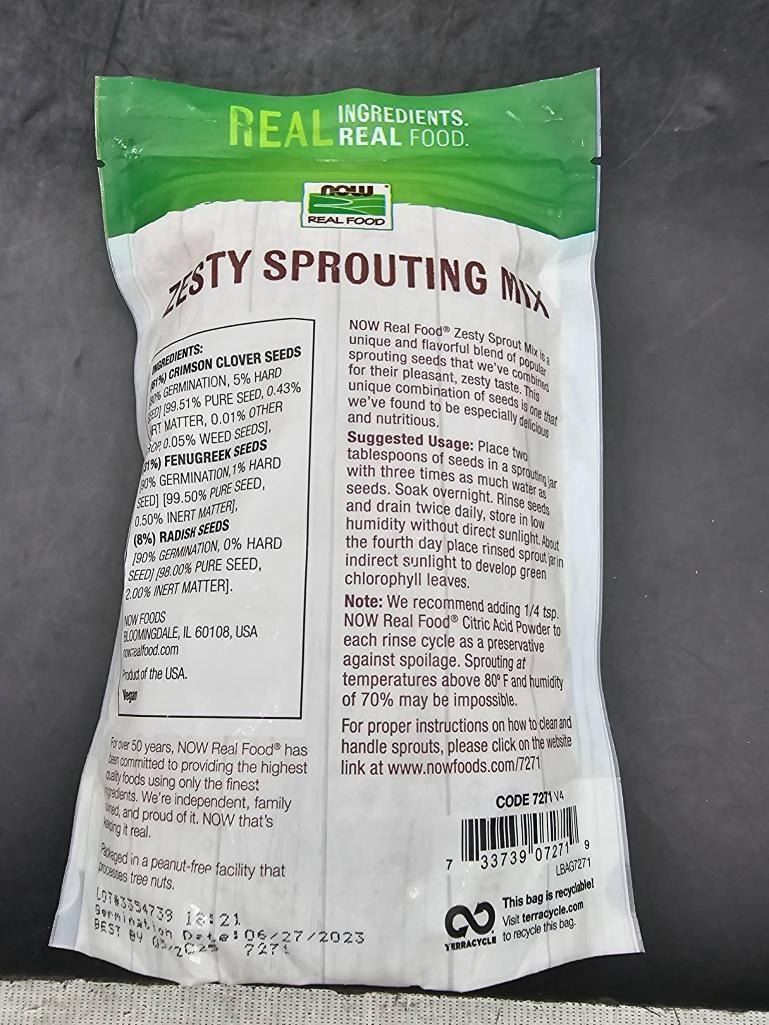 REAL INGREDIENTS.
REAL FOOD.
NOW
REAL FOOD
ZESTY SPROUTING MIX
INGREDIENTS:
(61%) CRIMSON CLOVER SEEDS
GERMINATION, 5% HARD
SEED] [99.51% PURE SEED, 0.43%
MATTER, 0.01% OTHER
0.05% WEED SEEDS],
FENUGREEK SEEDS
GERMINATION, 1% HARD
SEED] [99.50% PURE SEED,
0.50% INERT MATTER],
(8%) RADISH SEEDS
[90% GERMINATION, 0% HARD
SEED] [98.00% PURE SEED,
2.00% INERT MATTER].
NOW FOODS
BLOOMINGDALE, IL 60108, USA
nowrealfood.com
Product of the USA.
Vegan
For over 50 years, NOW Real Food® has
been committed to providing the highest
quality foods using only the finest
ingredients. We're independent, family
and proud of it. NOW that's
keeping it real.
Packaged in a peanut-free facility that
processes tree nuts.
LOT#3354739 18:21
Germination Date: 06/27/2023
BEST BY 05/2025 7271
NOW Real Food® Zesty Sprout Mix is a
unique and flavorful blend of popular
sprouting seeds that we've combined
for their pleasant, zesty taste. This
unique combination of seeds is one that
we've found to be especially delicious
and nutritious.
Suggested Usage: Place two
tablespoons of seeds in a sprouting jar
with three times as much water as
seeds. Soak overnight. Rinse seeds
and drain twice daily, store in low
humidity without direct sunlight. About
the fourth day place rinsed sprout jar in
indirect sunlight to develop green
chlorophyll leaves.
Note: We recommend adding 1/4 tsp.
NOW Real Food® Citric Acid Powder to
each rinse cycle as a preservative
against spoilage. Sprouting at
temperatures above 80° F and humidity
of 70% may be impossible.
For proper instructions on how to clean and
handle sprouts, please click on the website
link at www.nowfoods.com/7271
CODE 7271 V4
7 33739 07271 9
LBAG7271
TERRACYCLE
This bag is recyclable!
Visit terracycle.com
to recycle this bag.